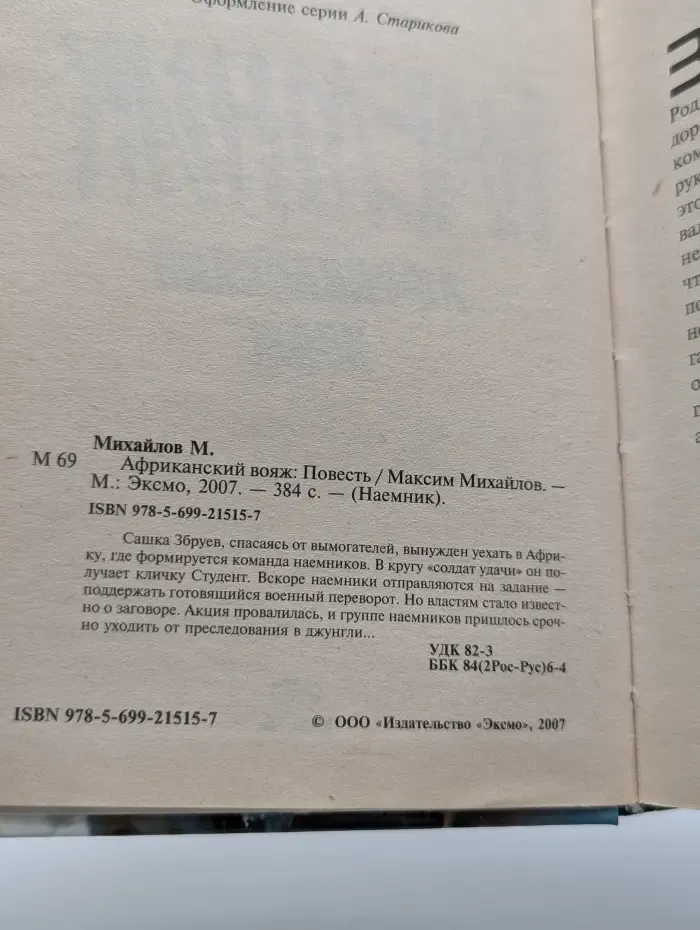 Оформление серии А. Старикова
Михайлов М.
М 69
Африканский вояж: Повесть / Максим Михайлов. —
М.: Эксмо, 2007. — 384 с. — (Наемник).
ISBN 978-5-699-21515-7
Сашка Збруев, спасаясь от вымогателей, вынужден уехать в Афри-
ку, где формируется команда наемников. В кругу «солдат удачи» он по-
лучает кличку Студент. Вскоре наемники отправляются на задание —
поддержать готовящийся военный переворот. Но властям стало извест-
но о заговоре. Акция провалилась, и группе наемников пришлось сроч-
но уходить от преследования в джунгли...
УДК 82-3
ББК 84(2Рос-Рус)6-4
ISBN 978-5-699-21515-7
© ООО «Издательство «Эксмо», 2007